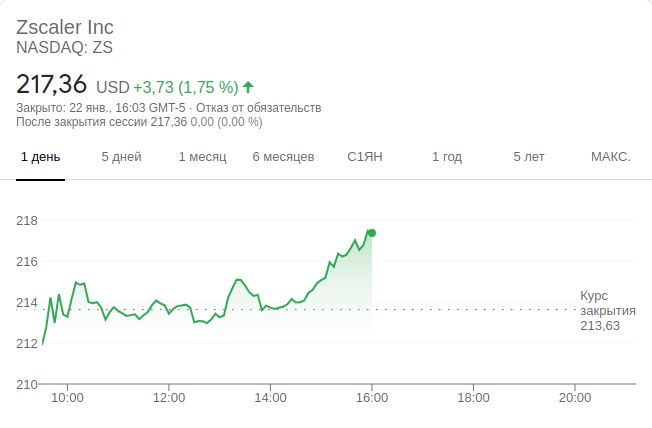 Zscaler Inc
NASDAQ: ZS
217,36 USD +3,73 (1,75 %)
Закрыто: 22 янв., 16:03 GMT-5 · Отказ от обязательств
После закрытия сессии 217,36 0,00 (0,00 %)
1 день 5 дней 1 месяц 6 месяцев С1ЯН 1 год 5 лет МАКС.
218
216
214
212
210
Курс
закрытия
213,63
10:00 12:00 14:00 16:00 18:00 20:00